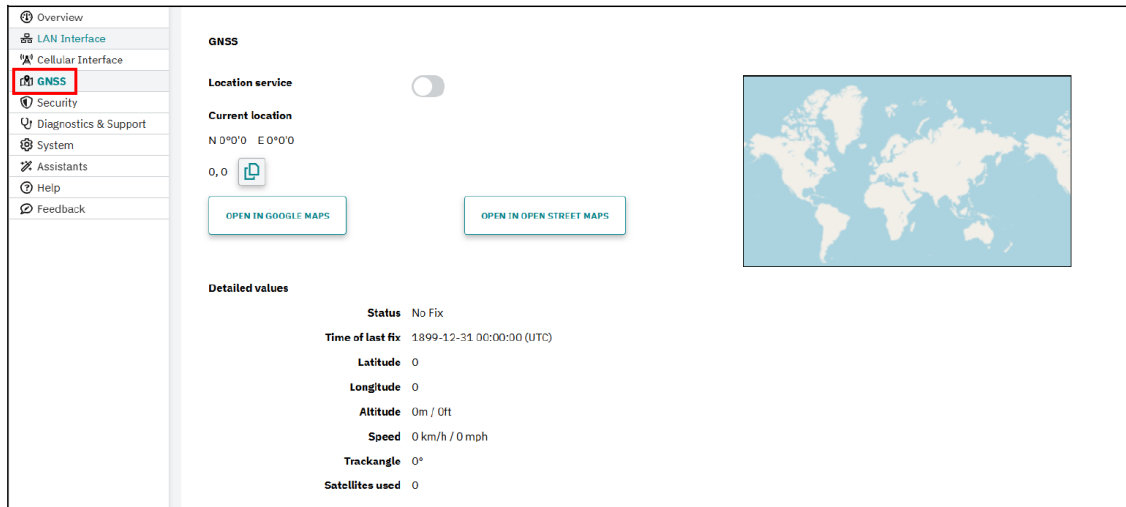 Overview
LAN Interface
Cellular Interface
GNSS
Security
Diagnostics & Support
System
Assistants
Help
Feedback
GNSS
Location service
Current location
N 0°0'0 E 0°0'0
0, 0
OPEN IN GOOGLE MAPS
OPEN IN OPEN STREET MAPS
Detailed values
Status No Fix
Time of last fix 1899-12-31 00:00:00 (UTC)
Latitude 0
Longitude 0
Altitude 0m / 0ft
Speed 0 km/h / 0 mph
Trackangle 0°
Satellites used 0